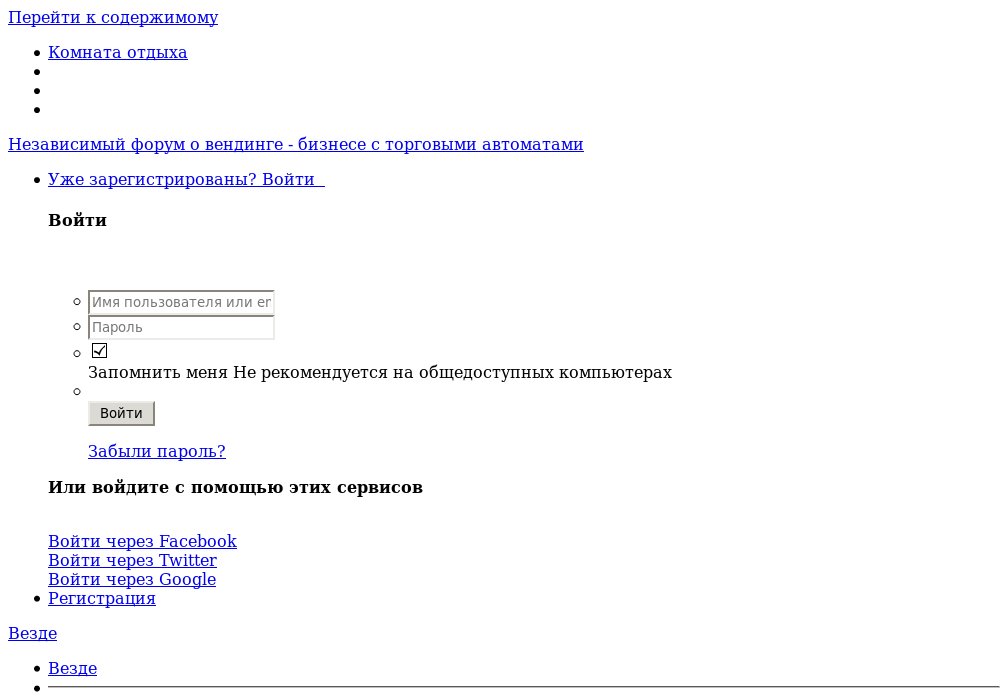 Перейти к содержимому
Комната отдыха
Независимый форум о вендинге - бизнесе с торговыми автоматами
Уже зарегистрированы? Войти
Войти
Имя пользователя или er
Пароль
Запомнить меня Не рекомендуется на общедоступных компьютерах
Войти
Забыли пароль?
Или войдите с помощью этих сервисов
Войти через Facebook
Войти через Twitter
Войти через Google
Регистрация
Везде
Везде